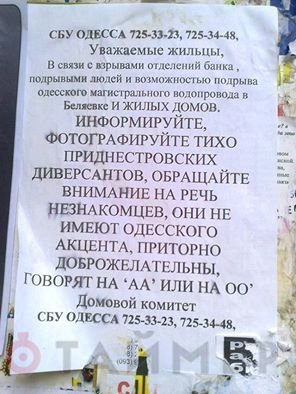 СБУ ОДЕССА 725-33-23, 725-34-48,
Уважаемые жильцы,
В связи с взрывами отделений банка ,
подрывыми людей и возможностью подрыва
одесского магистрального водопровода в
Беляевке И ЖИЛЫХ ДОМОВ.
ИНФОРМИРУЙТЕ,
ФОТОГРАФИРУЙТЕ ТИХО
ПРИДНЕСТРОВСКИХ
ДИВЕРСАНТОВ, ОБРАЩАЙТЕ
ВНИМАНИЕ НА РЕЧЬ
НЕЗНАКОМЦЕВ, ОНИ НЕ
ИМЕЮТ ОДЕССКОГО
АКЦЕНТА, ПРИТОРНО
ДОБРОЖЕЛАТЕЛЬНЫ,
ГОВОРЯТ НА 'АА' ИЛИ НА ОО'
Домовой комитет
СБУ ОДЕССА 725-33-23, 725-34-48,
ТАЙМЕР